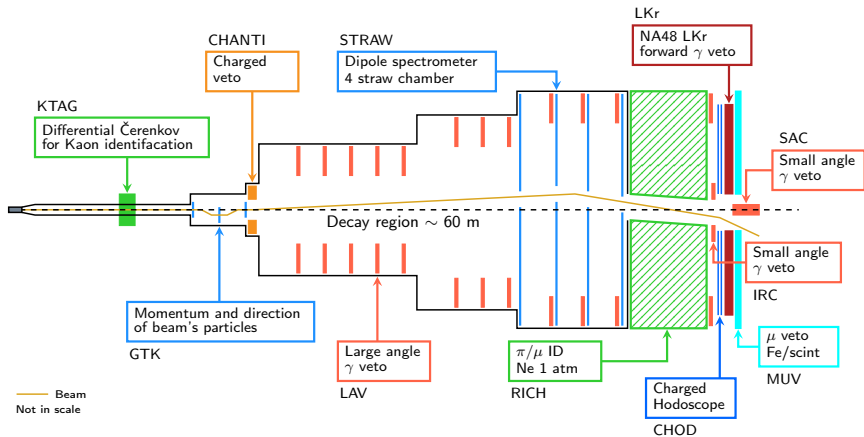 LKr
NA48 LKr
forward γ veto
CHANTI
Charged
veto
STRAW
Dipole spectrometer
4 straw chamber
KTAG
Differential Čerenkov
for Kaon identifacation
SAC
Small angle
γ veto
Decay region ∼ 60 m
Small angle
γ veto
IRC
Momentum and direction
of beam's particles
GTK
Large angle
γ veto
LAV
π/μ ID
Ne 1 atm
RICH
Charged
Hodoscope
CHOD
μ veto
Fe/scint
MUV
Beam
Not in scale